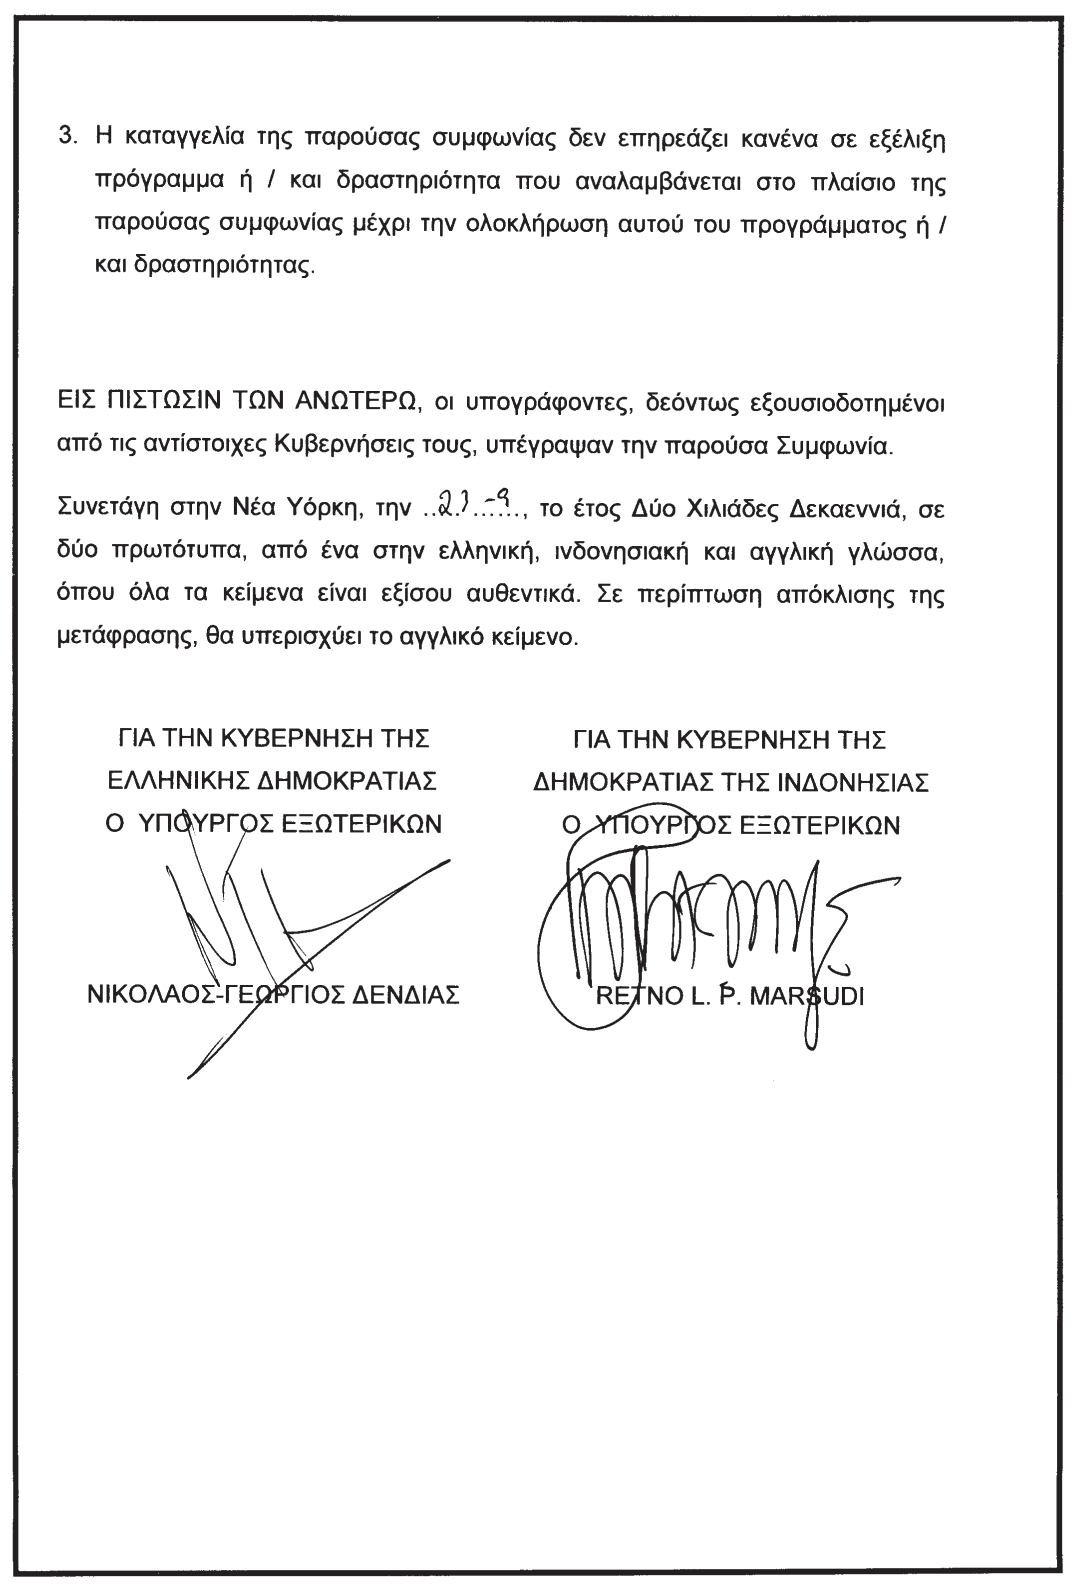 3. Η καταγγελία της παρούσας συμφωνίας δεν επηρεάζει κανένα σε εξέλιξη
πρόγραμμα ή / και δραστηριότητα που αναλαμβάνεται στο πλαίσιο της
παρούσας συμφωνίας μέχρι την ολοκλήρωση αυτού του προγράμματος ή /
και δραστηριότητας.
ΕΙΣ ΠΙΣΤΩΣΙΝ ΤΩΝ ΑΝΩΤΕΡΩ, οι υπογράφοντες, δεόντως εξουσιοδοτημένοι
από τις αντίστοιχες Κυβερνήσεις τους, υπέγραψαν την παρούσα Συμφωνία.
Συνετάγη στην Νέα Υόρκη, την ........, το έτος Δύο Χιλιάδες Δεκαεννιά, σε
δύο πρωτότυπα, από ένα στην ελληνική, ινδονησιακή και αγγλική γλώσσα,
όπου όλα τα κείμενα είναι εξίσου αυθεντικά. Σε περίπτωση απόκλισης της
μετάφρασης, θα υπερισχύει το αγγλικό κείμενο.
ΓΙΑ ΤΗΝ ΚΥΒΕΡΝΗΣΗ ΤΗΣ
ΕΛΛΗΝΙΚΗΣ ΔΗΜΟΚΡΑΤΙΑΣ
Ο ΥΠΟΥΡΓΟΣ ΕΞΩΤΕΡΙΚΩΝ
ΝΙΚΟΛΑΟΣ-ΓΕΩΡΓΙΟΣ ΔΕΝΔΙΑΣ
ΓΙΑ ΤΗΝ ΚΥΒΕΡΝΗΣΗ ΤΗΣ
ΔΗΜΟΚΡΑΤΙΑΣ ΤΗΣ ΙΝΔΟΝΗΣΙΑΣ
Ο ΥΠΟΥΡΓΟΣ ΕΞΩΤΕΡΙΚΩΝ
RETNO L. P. MARSUDI